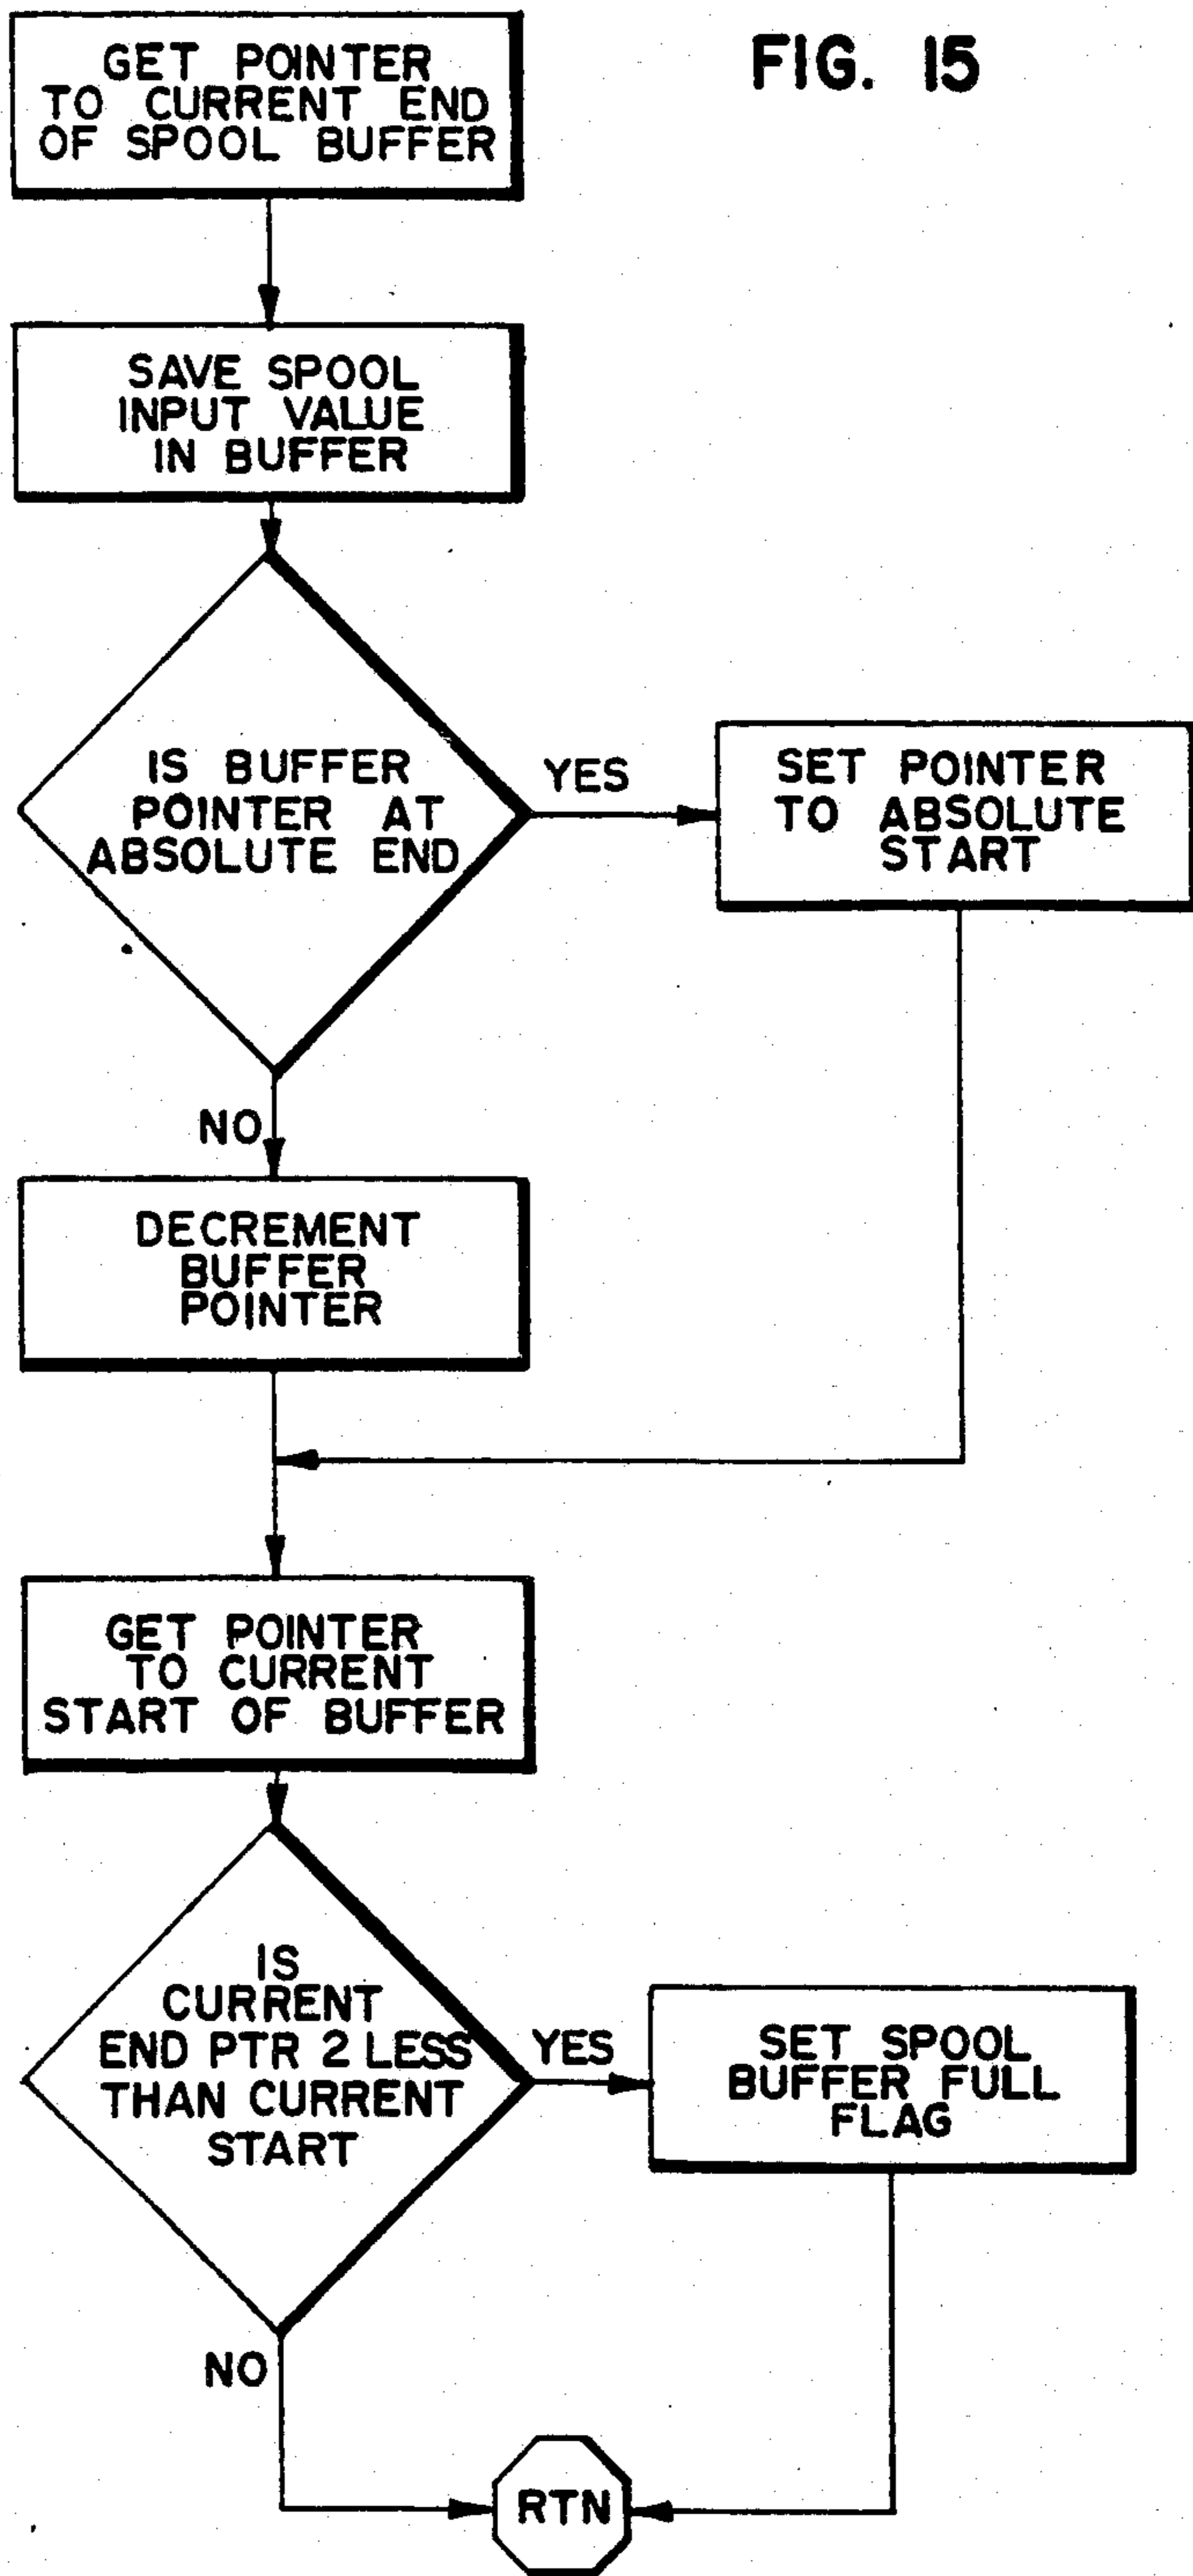 FIG. 15
GET POINTER
TO CURRENT END
OF SPOOL BUFFER
SAVE SPOOL
INPUT VALUE
IN BUFFER
IS BUFFER
POINTER AT
ABSOLUTE END
YES
SET POINTER
TO ABSOLUTE
START
NO
DECREMENT
BUFFER
POINTER
GET POINTER
TO CURRENT
START OF BUFFER
IS
CURRENT
END PTR 2 LESS
THAN CURRENT
START
YES
SET SPOOL
BUFFER FULL
FLAG
NO
RTN